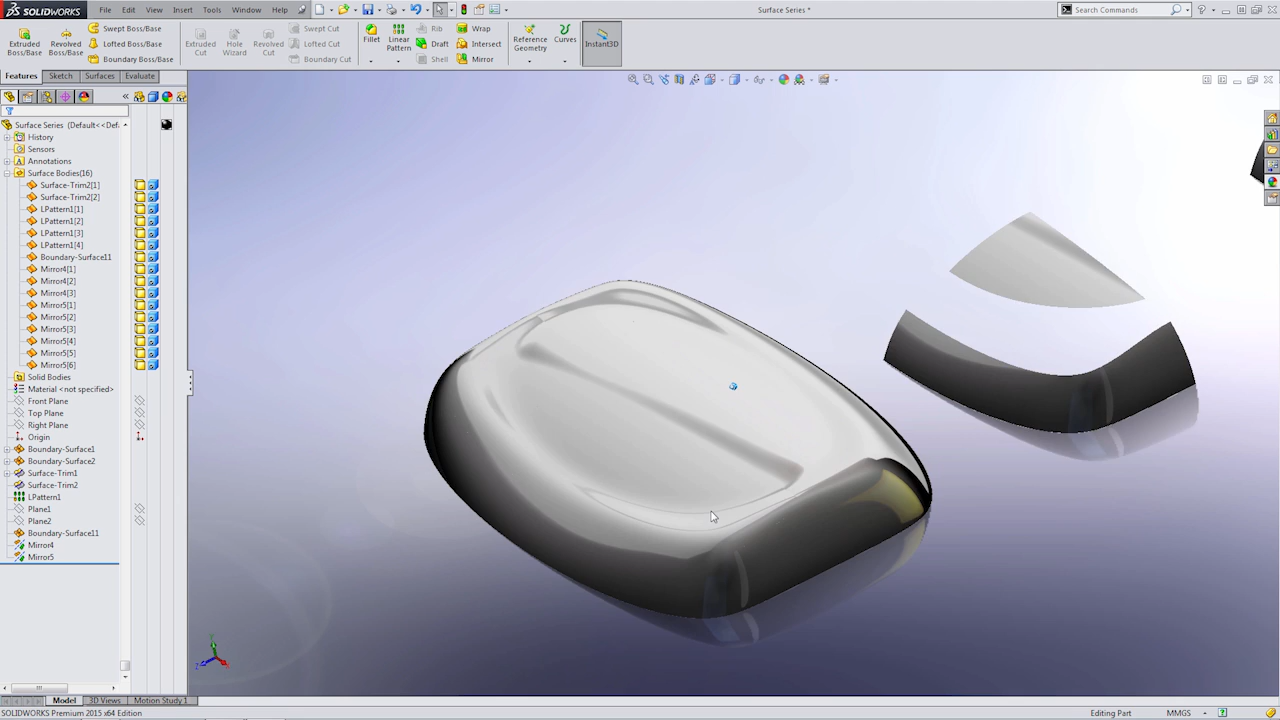 SOLIDWORKS File Edit View Insert Tools Window Help Surface Series * Search Commands
Extruded Boss/Base
Revolved Boss/Base
Swept Boss/Base
Lofted Boss/Base
Boundary Boss/Base
Extruded Cut
Hole Wizard
Revolved Cut
Swept Cut
Lofted Cut
Boundary Cut
Fillet
Linear Pattern
Rib
Draft
Shell
Wrap
Intersect
Mirror
Reference Geometry
Curves
Instant3D
Features Sketch Surfaces Evaluate
Surface Series (Default<<Def
History
Sensors
Annotations
Surface Bodies(16)
Surface-Trim2[1]
Surface-Trim2[2]
LPattern1[1]
LPattern1[2]
LPattern1[3]
LPattern1[4]
Boundary-Surface11
Mirror4[1]
Mirror4[2]
Mirror4[3]
Mirror5[1]
Mirror5[2]
Mirror5[3]
Mirror5[4]
Mirror5[5]
Mirror5[6]
Solid Bodies
Material <not specified>
Front Plane
Top Plane
Right Plane
Origin
Boundary-Surface1
Boundary-Surface2
Surface-Trim1
Surface-Trim2
LPattern1
Plane1
Plane2
Boundary-Surface11
Mirror4
Mirror5
Model 3D Views Motion Study 1
SOLIDWORKS Premium 2015 x64 Edition Editing Part MMGS